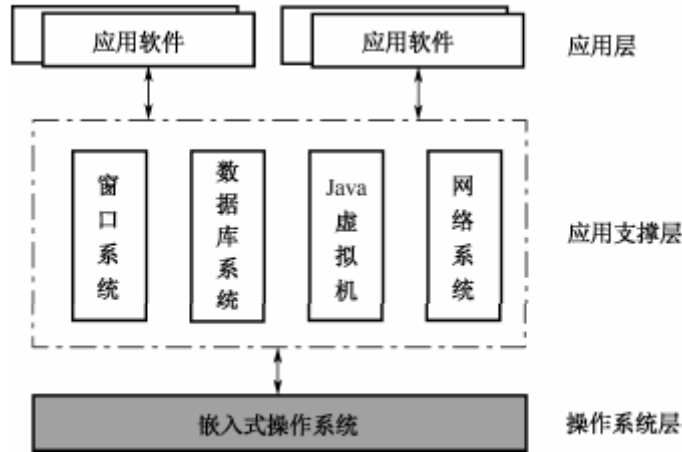 应用软件
应用软件
应用层
窗口系统
数据库系统
Java虚拟机
网络系统
应用支撑层
嵌入式操作系统
操作系统层